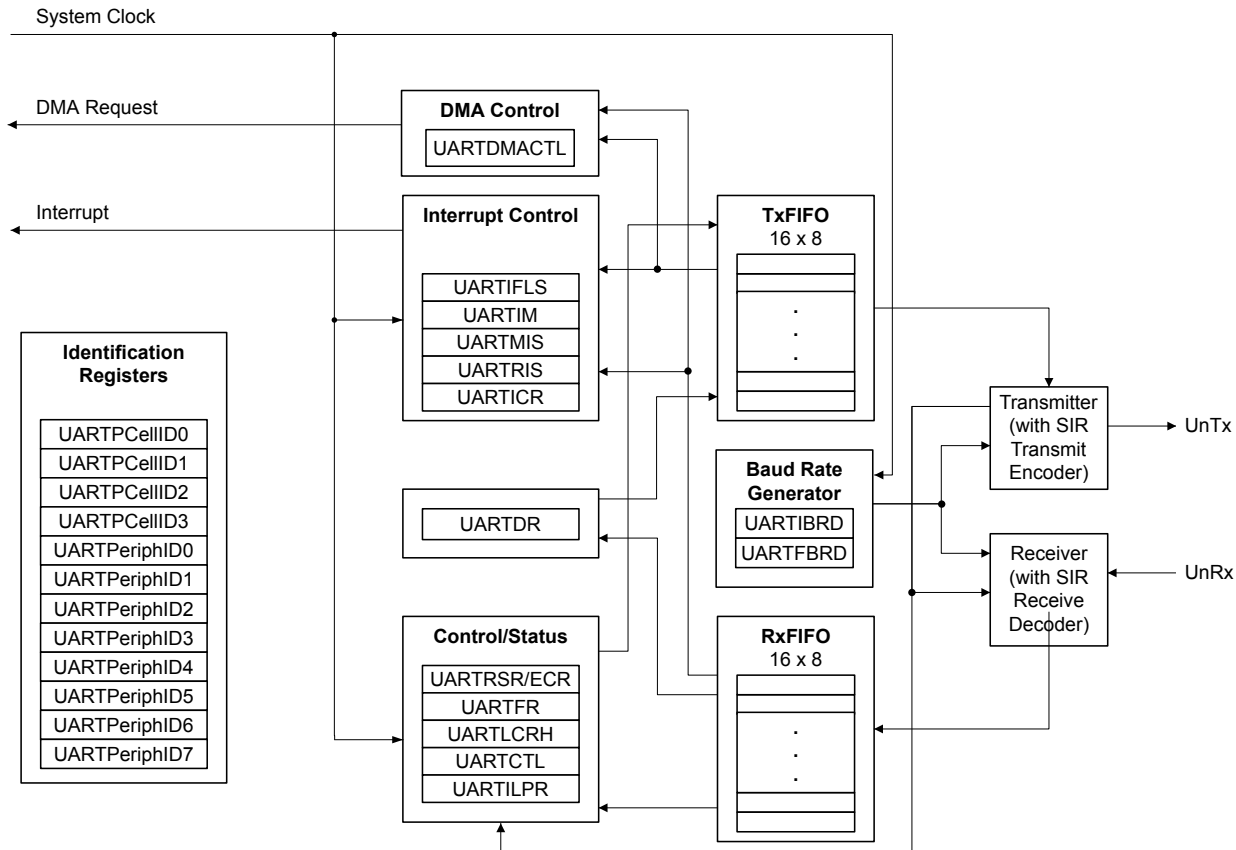 System Clock
DMA Request
DMA Control
UARTDMACTL
Interrupt
Interrupt Control
UARTIFLS
UARTIM
UARTMIS
UARTRIS
UARTICR
TxFIFO
16 x 8
.
.
.
Identification
Registers
UARTPCellID0
UARTPCellID1
UARTPCellID2
UARTPCellID3
UARTPeriphID0
UARTPeriphID1
UARTPeriphID2
UARTPeriphID3
UARTPeriphID4
UARTPeriphID5
UARTPeriphID6
UARTPeriphID7
UARTDR
Baud Rate
Generator
UARTIBRD
UARTFBRD
Transmitter
(with SIR
Transmit
Encoder)
UnTx
Receiver
(with SIR
Receive
Decoder)
UnRx
Control/Status
UARTRSR/ECR
UARTFR
UARTLCRH
UARTCTL
UARTILPR
RxFIFO
16 x 8
.
.
.